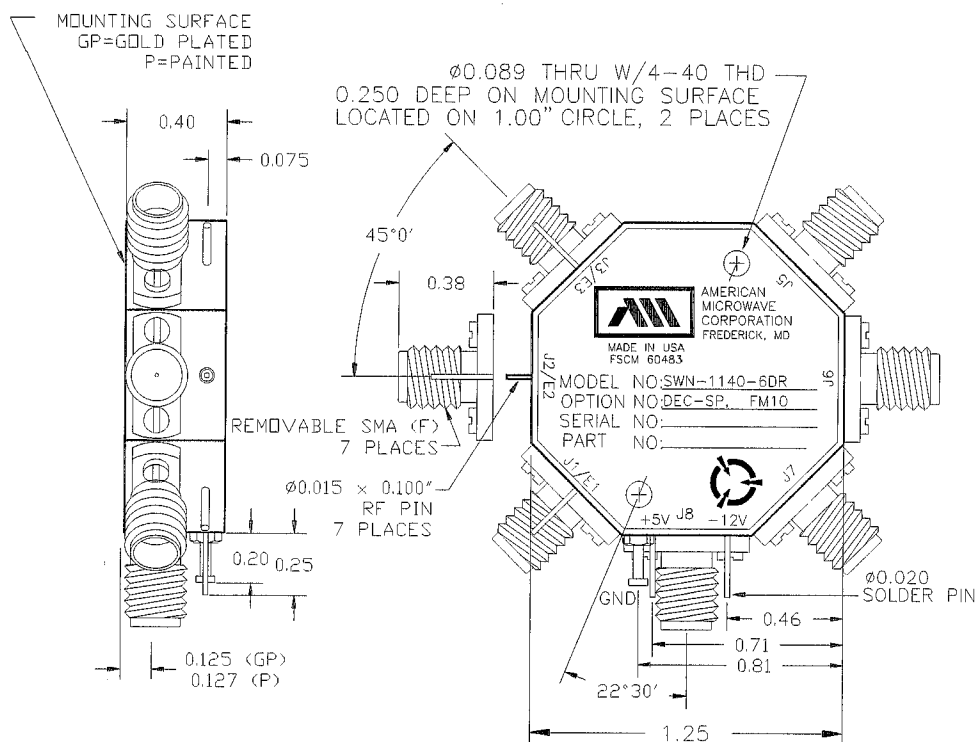 MOUNTING SURFACE
GP=GOLD PLATED
P=PAINTED
Ø0.089 THRU W/4-40 THD
0.250 DEEP ON MOUNTING SURFACE
LOCATED ON 1.00" CIRCLE, 2 PLACES
0.40
0.075
45°0'
0.38
J3/E3
J5
AMERICAN
MICROWAVE
CORPORATION
FREDERICK, MD
MADE IN USA
FSCM 60483
J2/E2
J6
MODEL NO:SWN-1140-6DR
OPTION NO:DEC-SP, FM10
SERIAL NO:
PART NO:
REMOVABLE SMA (F)
7 PLACES
J1/E1
J7
Ø0.015 × 0.100"
RF PIN
7 PLACES
+5V J8 -12V
0.20 0.25
GND
Ø0.020
SOLDER PIN
0.46
0.71
0.81
0.125 (GP)
0.127 (P)
22°30'
1.25